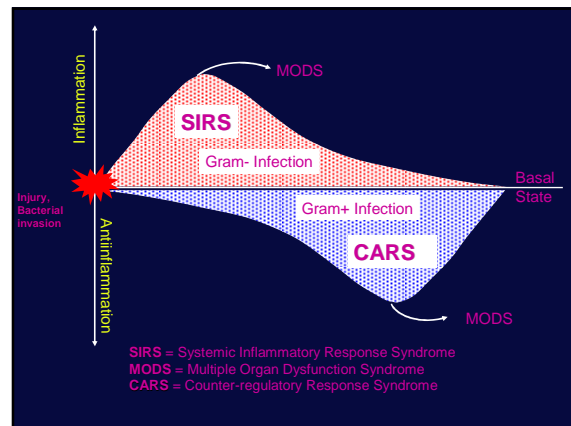 MODS
Inflammation
SIRS
Gram- Infection
Basal
State
Injury,
Bacterial
invasion
Gram+ Infection
CARS
Antiinflammation
MODS
SIRS = Systemic Inflammatory Response Syndrome
MODS = Multiple Organ Dysfunction Syndrome
CARS = Counter-regulatory Response Syndrome